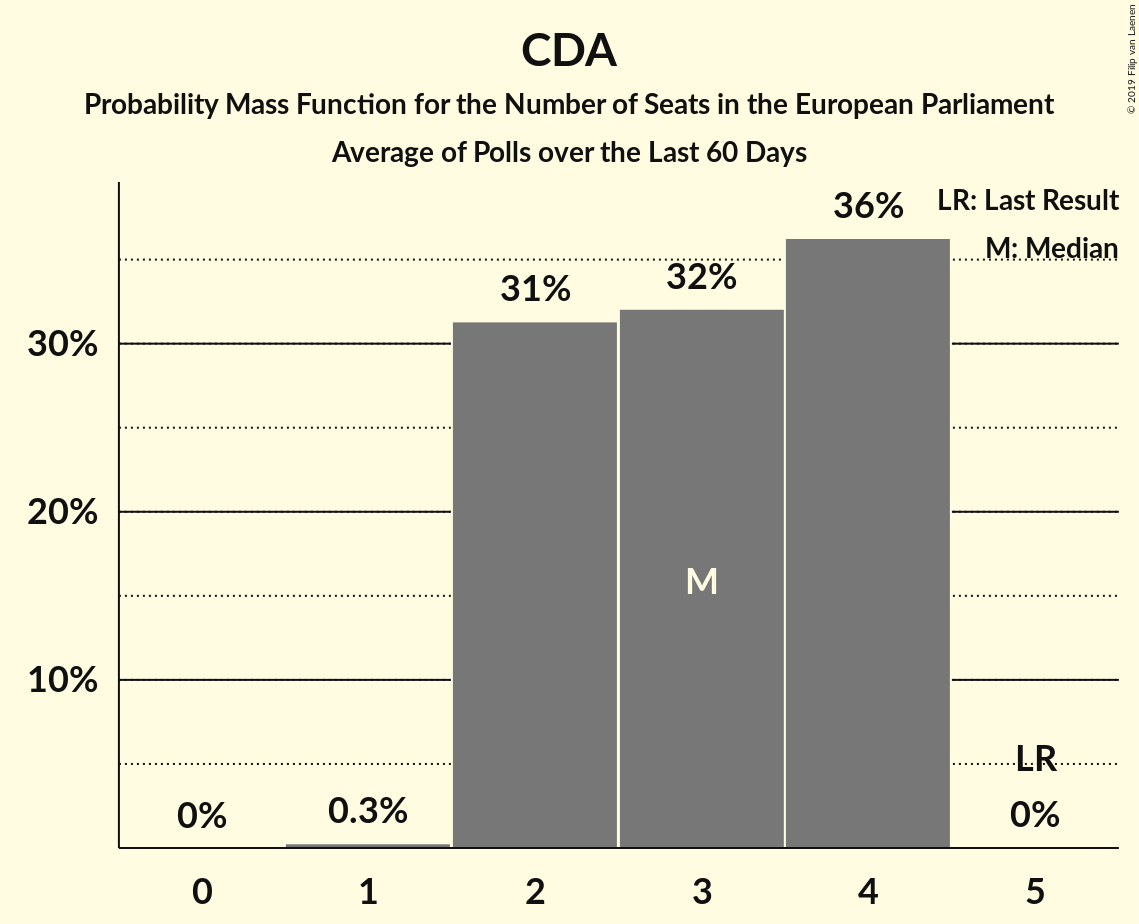 CDA
Probability Mass Function for the Number of Seats in the European Parliament
Average of Polls over the Last 60 Days
© 2019 Filip van Laenen
LR: Last Result
M: Median
36%
32%
31%
30%
20%
10%
M
LR
0%
0.3%
0%
0 1 2 3 4 5